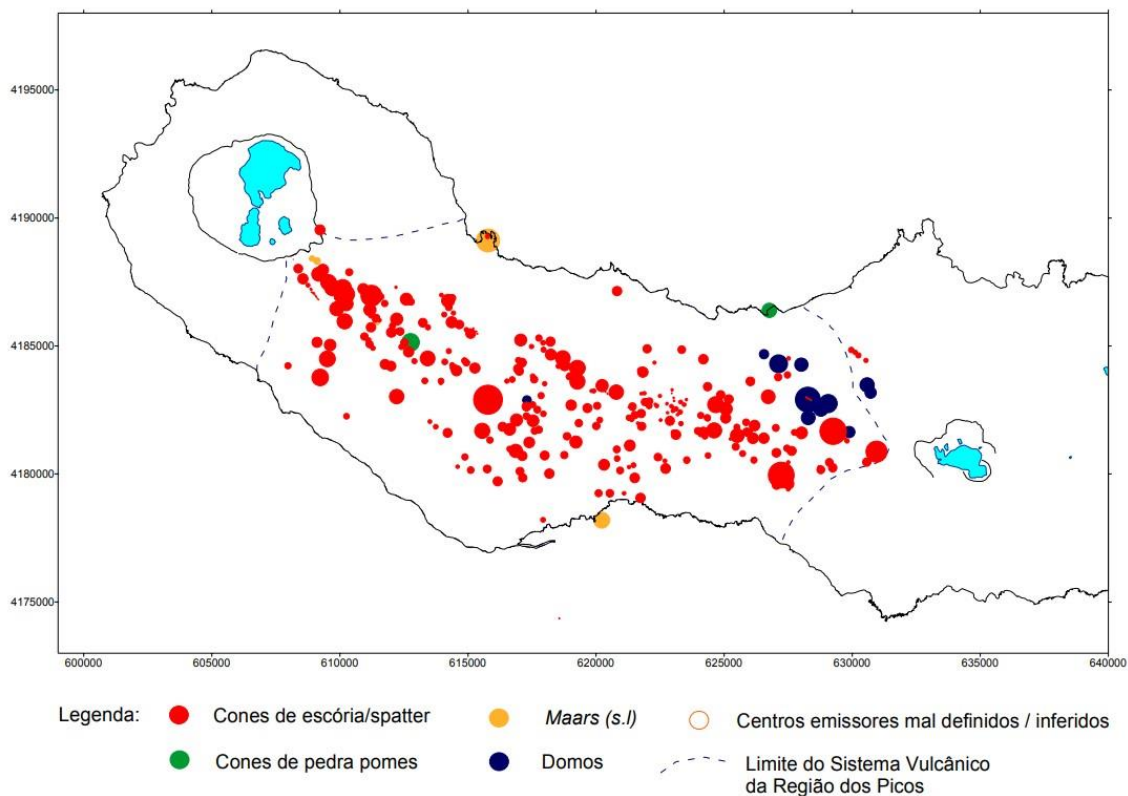 4195000
4190000
4185000
4180000
4175000
600000 605000 610000 615000 620000 625000 630000 635000 640000
Legenda: Cones de escória/spatter Maars (s.l) Centros emissores mal definidos / inferidos
Cones de pedra pomes Domos Limite do Sistema Vulcânico
da Região dos Picos